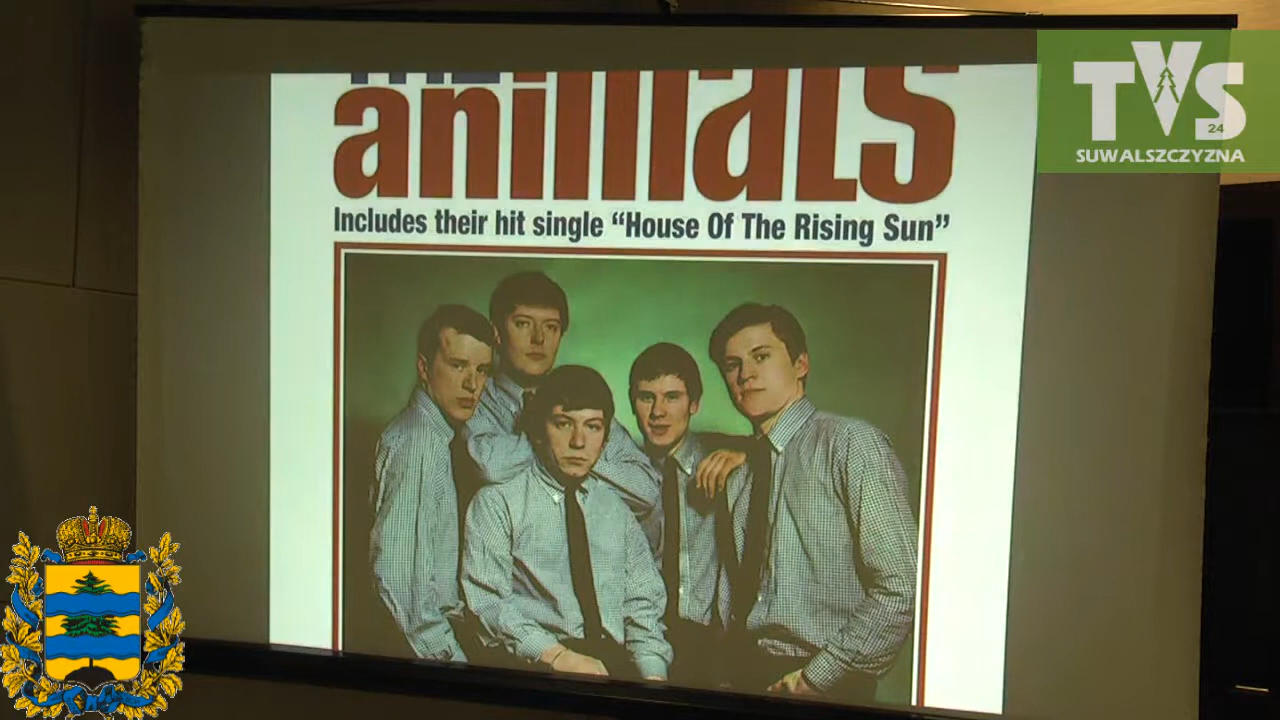 animals
Includes their hit single “House Of The Rising Sun”
TVS
24
SUWALSZCZYZNA